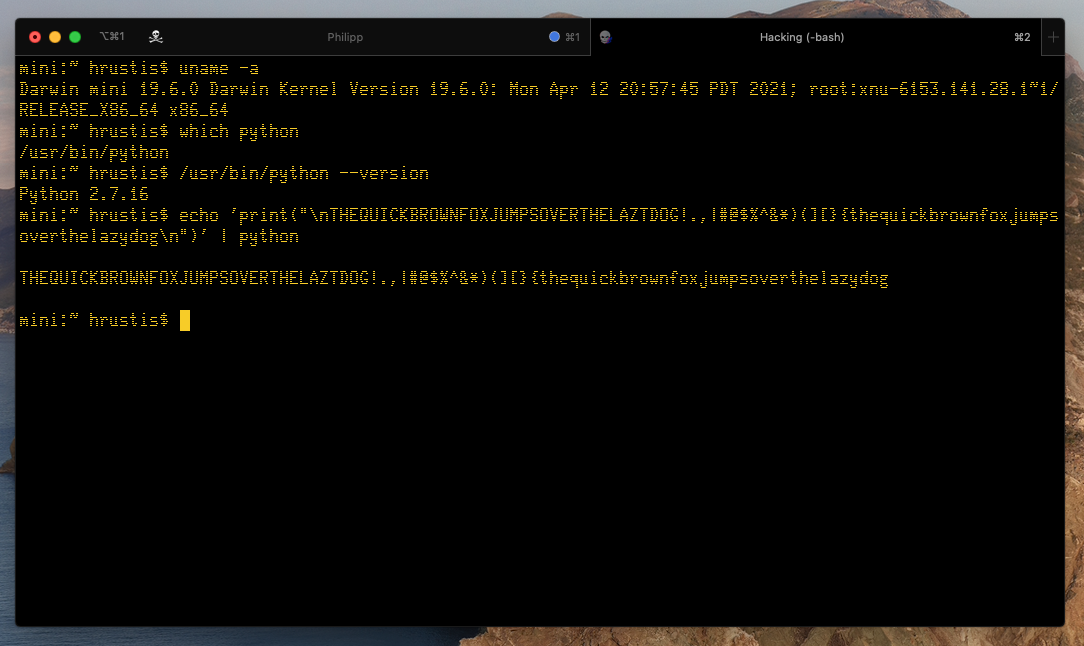 ⌥⌘1 Philipp ⌘1 Hacking (-bash) ⌘2 +
mini:~ hrustis$ uname -a
Darwin mini 19.6.0 Darwin Kernel Version 19.6.0: Mon Apr 12 20:57:45 PDT 2021; root:xnu-6153.141.28.1~1/
RELEASE_X86_64 x86_64
mini:~ hrustis$ which python
/usr/bin/python
mini:~ hrustis$ /usr/bin/python --version
Python 2.7.16
mini:~ hrustis$ echo 'print("\nTHEQUICKBROWNFOXJUMPSOVERTHELAZTDOG!.,|#@$%^&*)(][}{thequickbrownfoxjumps
overthelazydog\n")' | python
THEQUICKBROWNFOXJUMPSOVERTHELAZTDOG!.,|#@$%^&*)(][}{thequickbrownfoxjumpsoverthelazydog
mini:~ hrustis$